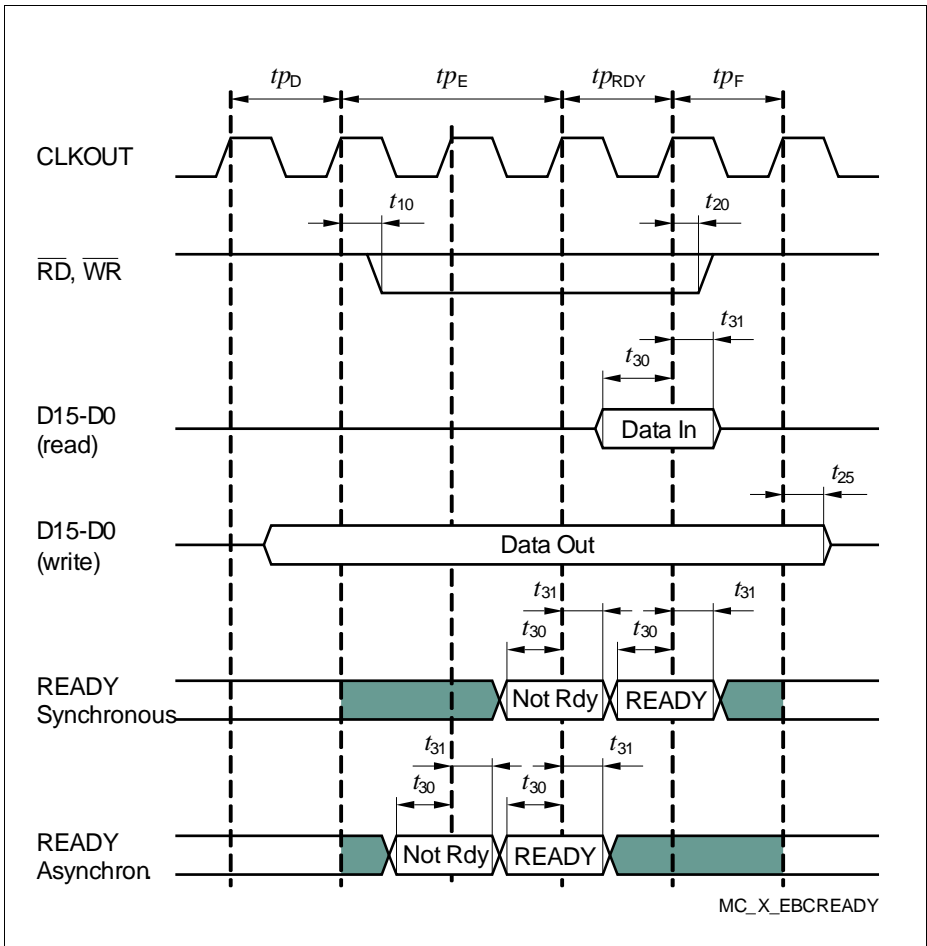 tpD tpE tpRDY tpF
CLKOUT
t10 t20
RD, WR
t31
t30
D15-D0
(read)
Data In
t25
D15-D0
(write)
Data Out
t31 t31
t30 t30
READY
Synchronous
Not Rdy READY
t31 t31
t30 t30
READY
Asynchron.
Not Rdy READY
MC_X_EBCREADY